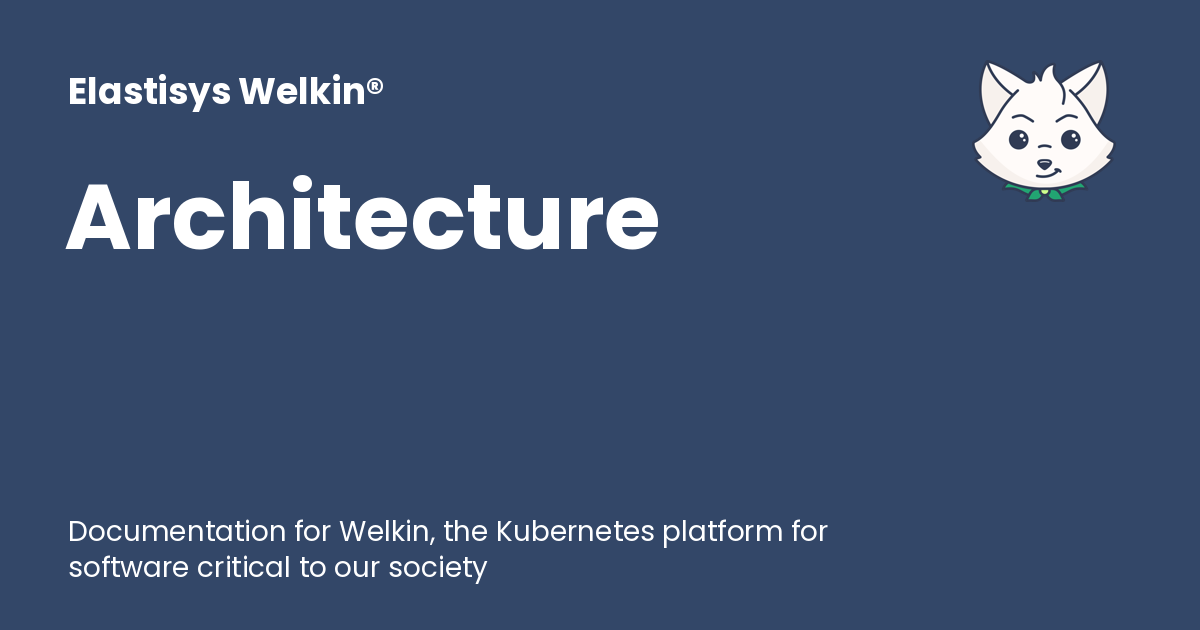 Elastisys Welkin®
Architecture
Documentation for Welkin, the Kubernetes platform for
software critical to our society